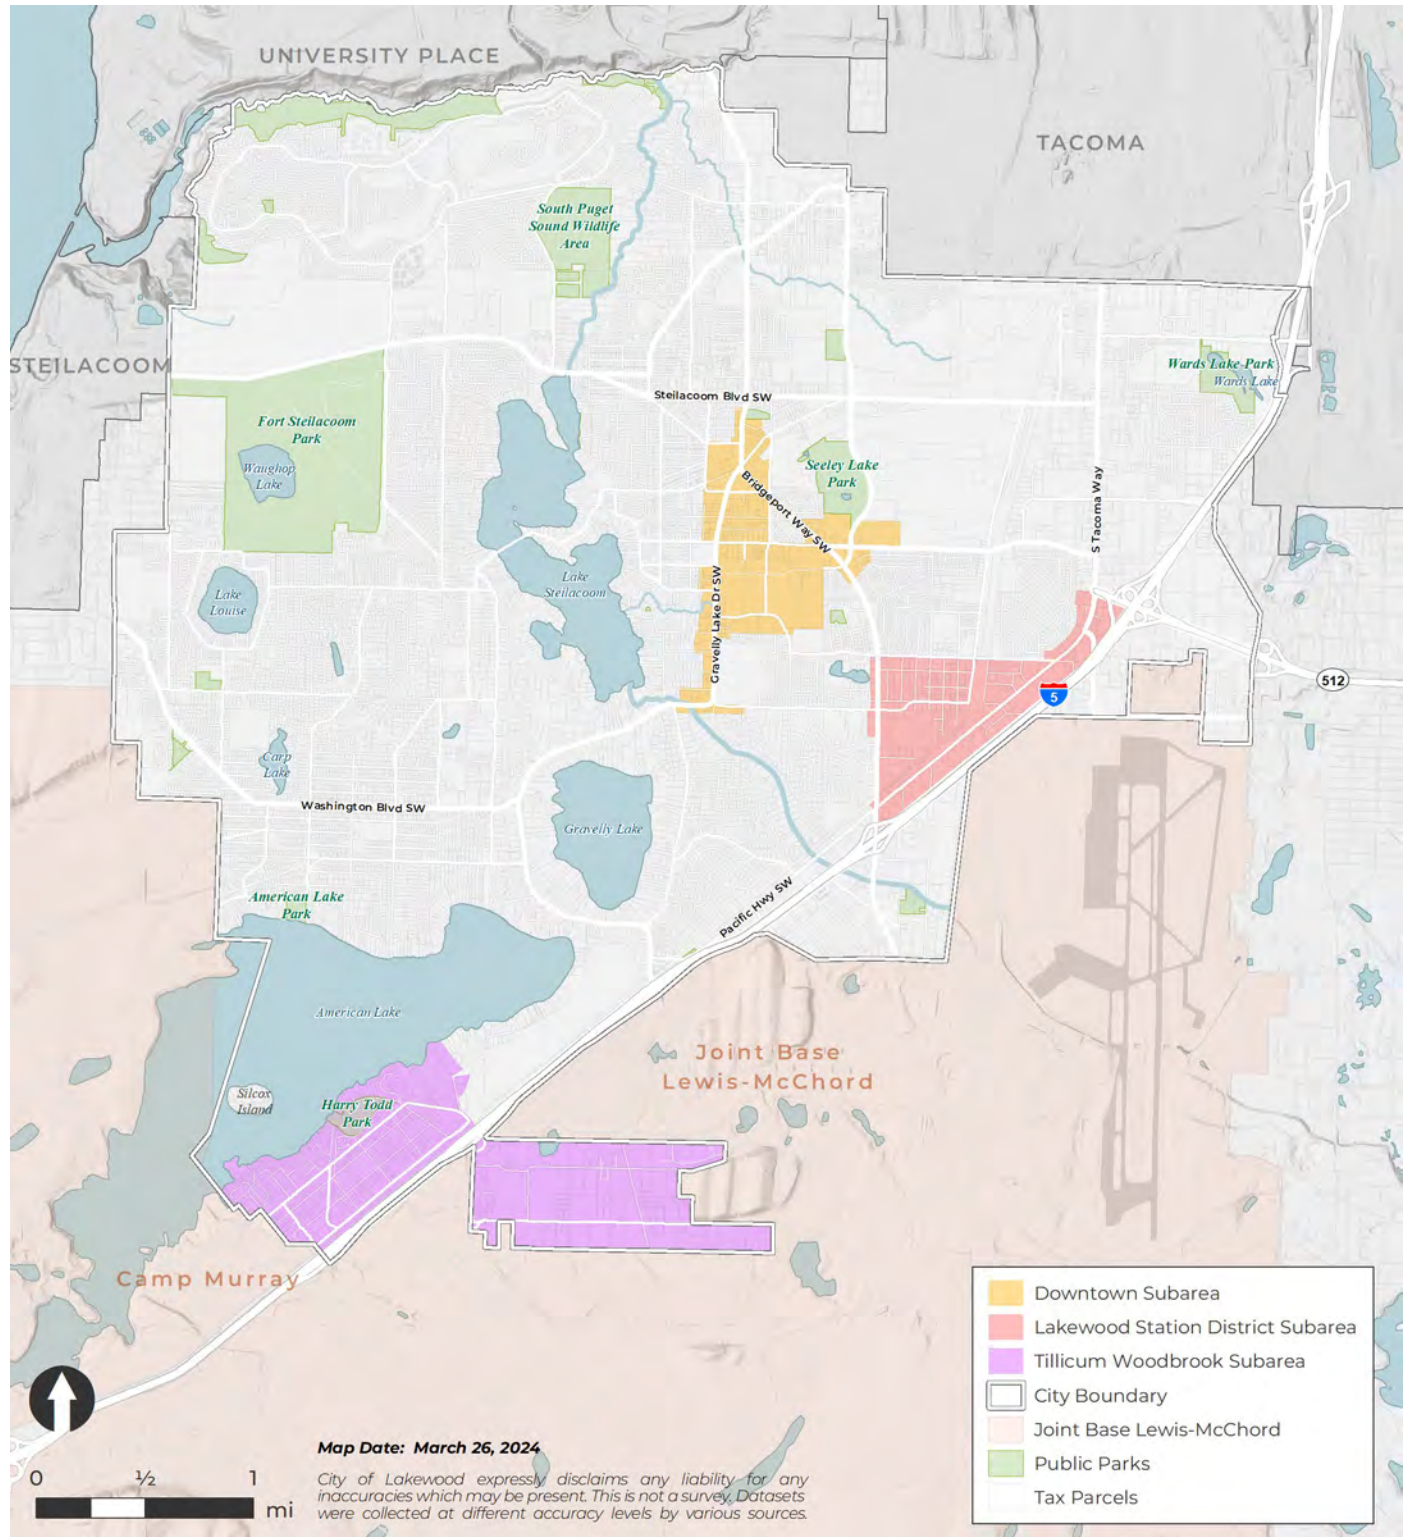 UNIVERSITY PLACE
TACOMA
STEILACOOM
South Puget
Sound Wildlife
Area
Wards Lake Park
Wards Lake
Steilacoom Blvd SW
Fort Steilacoom
Park
Waughop
Lake
Seeley Lake
Park
Bridgeport Way SW
S Tacoma Way
Lake
Steilacoom
Lake
Louise
Gravelly Lake Dr SW
512
5
Carp
Lake
Washington Blvd SW
Gravelly Lake
American Lake
Park
Pacific Hwy SW
American Lake
Joint Base
Lewis-McChord
Silcox
Island
Harry Todd
Park
Camp Murray
Downtown Subarea
Lakewood Station District Subarea
Tillicum Woodbrook Subarea
City Boundary
Joint Base Lewis-McChord
Public Parks
Tax Parcels
Map Date: March 26, 2024
City of Lakewood expressly disclaims any liability for any
inaccuracies which may be present. This is not a survey. Datasets
were collected at different accuracy levels by various sources.
0 ½ 1
mi